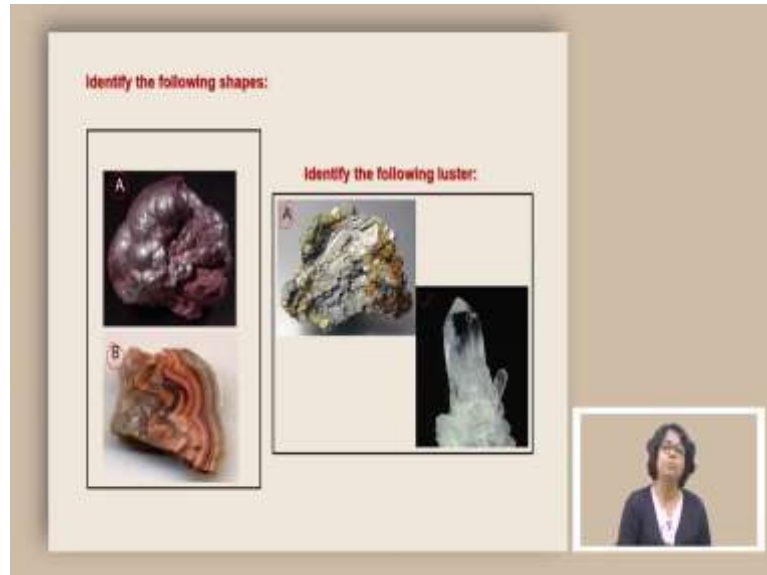 Identify the following shapes:
A
B
Identify the following luster:
A